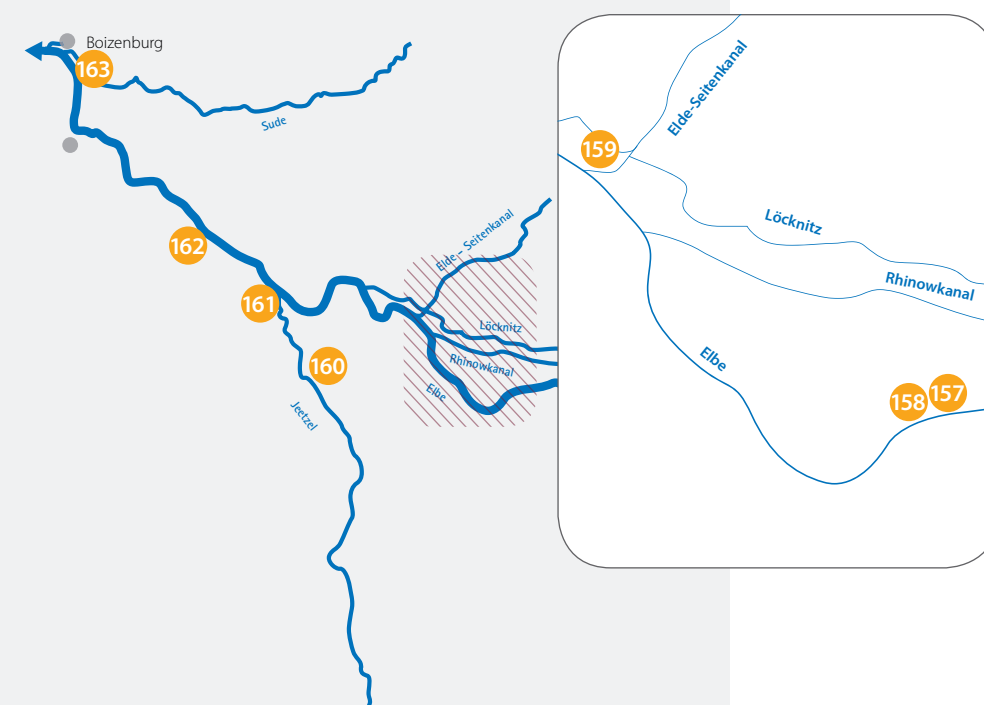 Boizenburg
163
Sude
162
161
160
Jeetzel
Elde – Seitenkanal
Löcknitz
Rhinowkanal
Elbe
Elde-Seitenkanal
159
Löcknitz
Rhinowkanal
Elbe
158
157